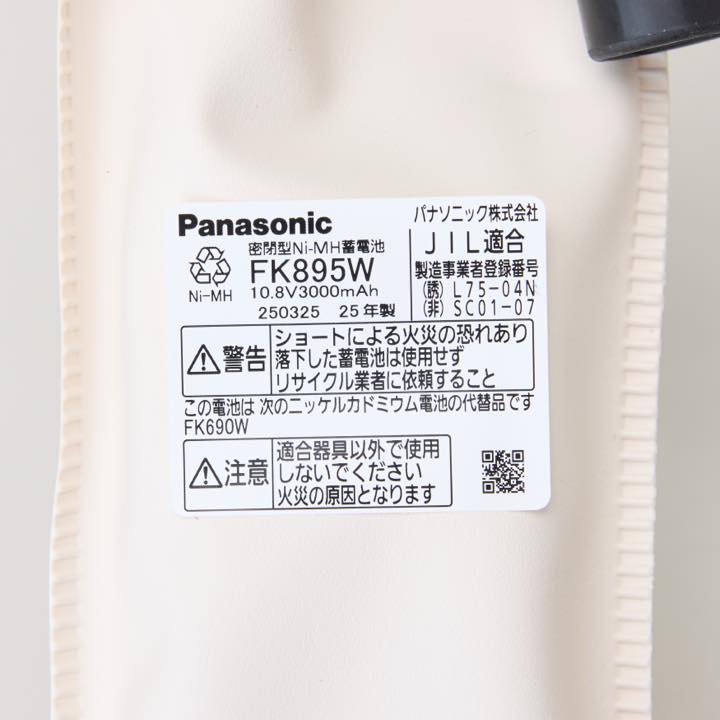 Panasonic
パナソニック株式会社
密閉型Ni-MH蓄電池
Ni-MH
FK895W
10.8V3000mAh
250325 25年製
JIL適合
製造事業者登録番号
(誘) L75-04N
(非) SC01-07
警告
ショートによる火災の恐れあり
落下した蓄電池は使用せず
リサイクル業者に依頼すること
この電池は 次のニッケルカドミウム電池の代替品です
FK690W
注意
適合器具以外で使用
しないでください
火災の原因となります